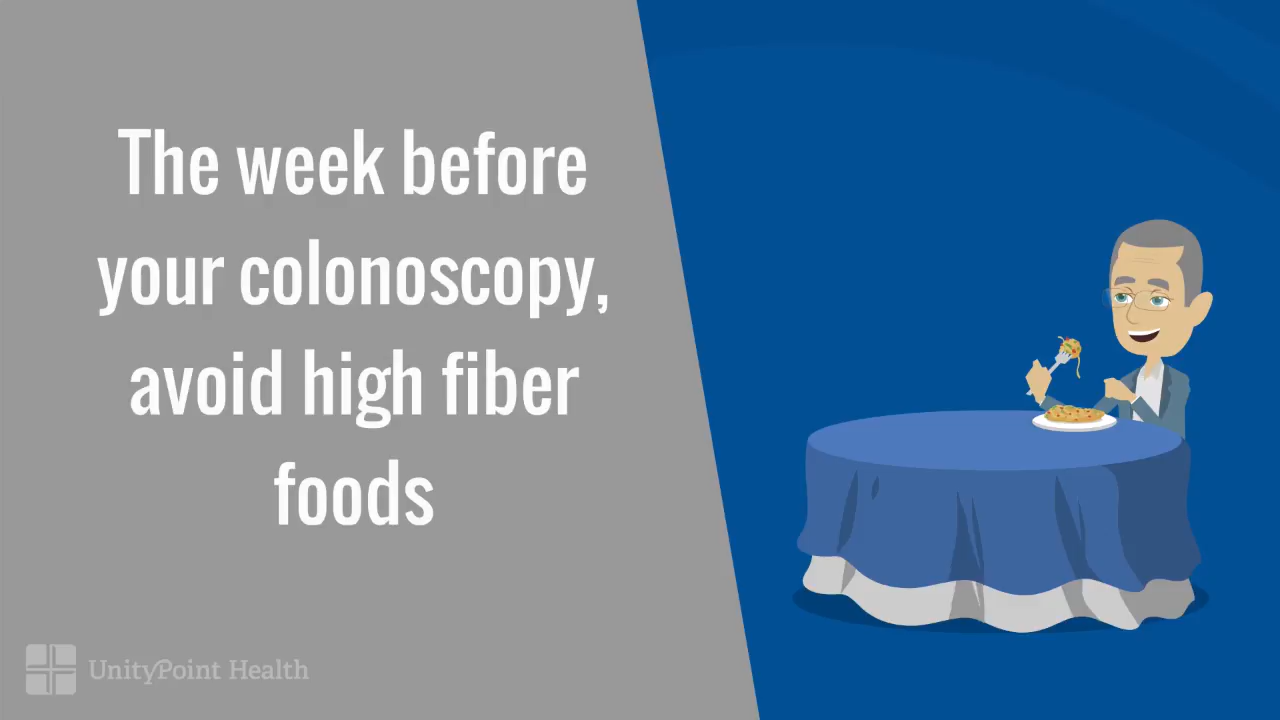 The week before
your colonoscopy,
avoid high fiber
foods
UnityPoint Health